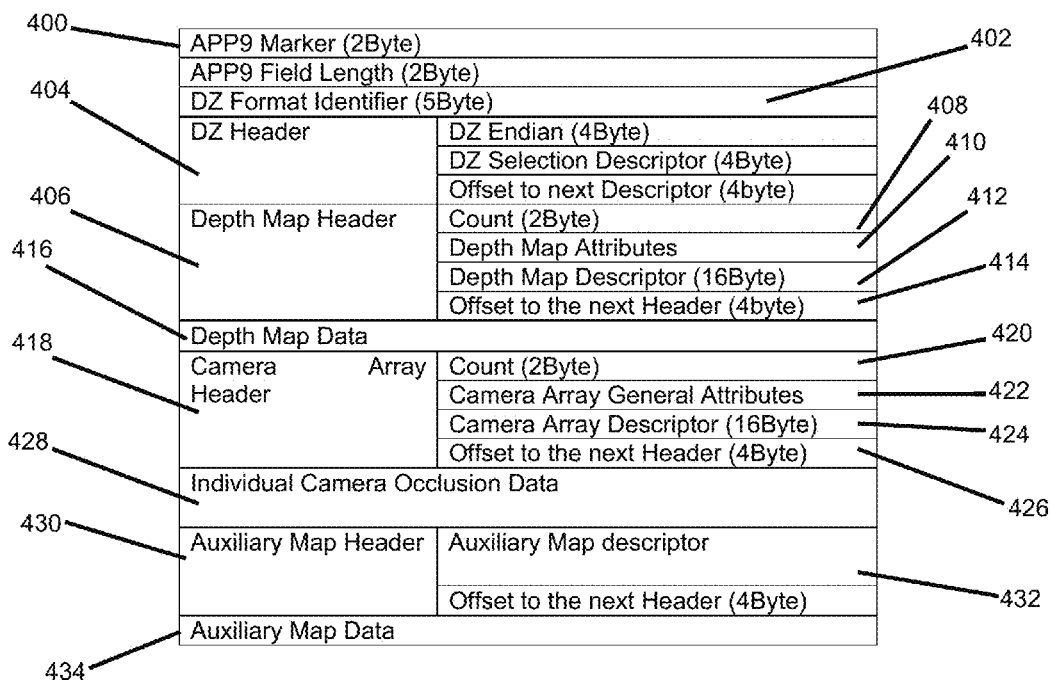 400
APP9 Marker (2Byte)
402
APP9 Field Length (2Byte)
404
DZ Format Identifier (5Byte)
DZ Header
DZ Endian (4Byte)
408
DZ Selection Descriptor (4Byte)
410
Offset to next Descriptor (4byte)
406
Depth Map Header
Count (2Byte)
412
Depth Map Attributes
416
Depth Map Descriptor (16Byte)
414
Offset to the next Header (4byte)
Depth Map Data
418
420
Camera Array
Header
Count (2Byte)
Camera Array General Attributes
422
Camera Array Descriptor (16Byte)
424
428
Offset to the next Header (4Byte)
Individual Camera Occlusion Data
426
430
Auxiliary Map Header
Auxiliary Map descriptor
Offset to the next Header (4Byte)
432
Auxiliary Map Data
434